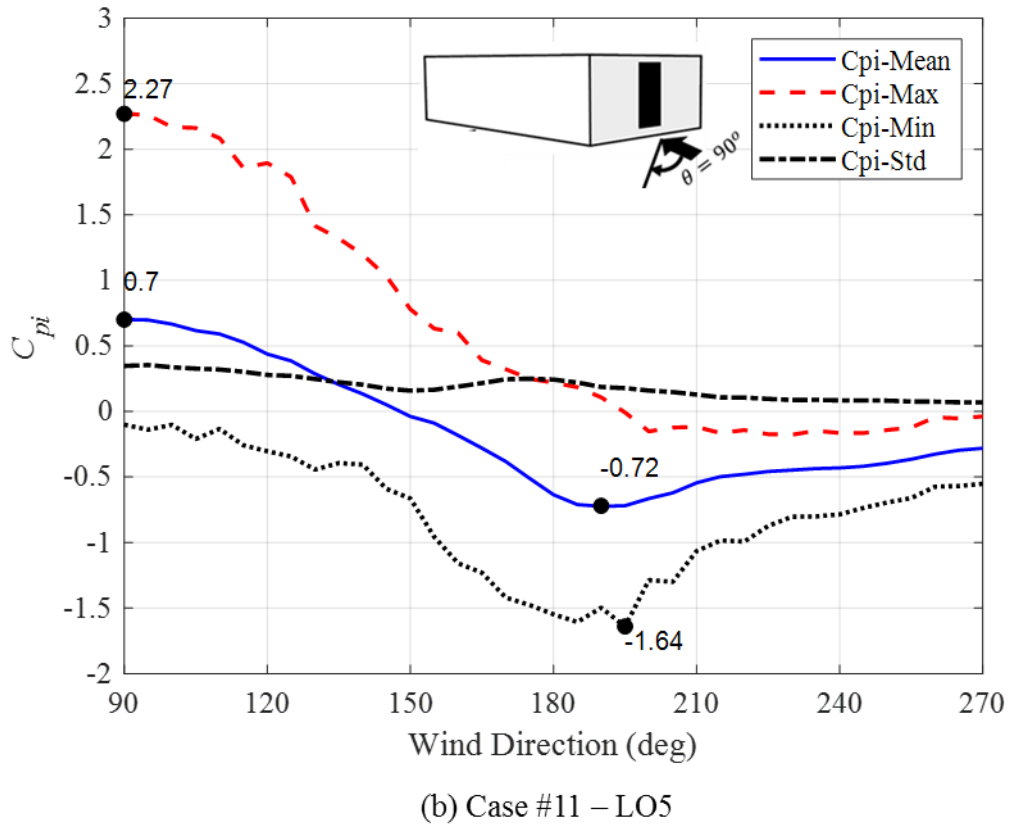 3
2.5
2
1.5
1
0.5
0
-0.5
-1
-1.5
-2
C_pi
2.27
0.7
-0.72
-1.64
θ = 90º
Cpi-Mean
Cpi-Max
Cpi-Min
Cpi-Std
90 120 150 180 210 240 270
Wind Direction (deg)
(b) Case #11 – LO5